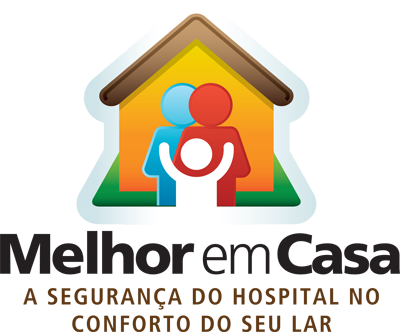 Melhor em Casa
A SEGURANÇA DO HOSPITAL NO
CONFORTO DO SEU LAR